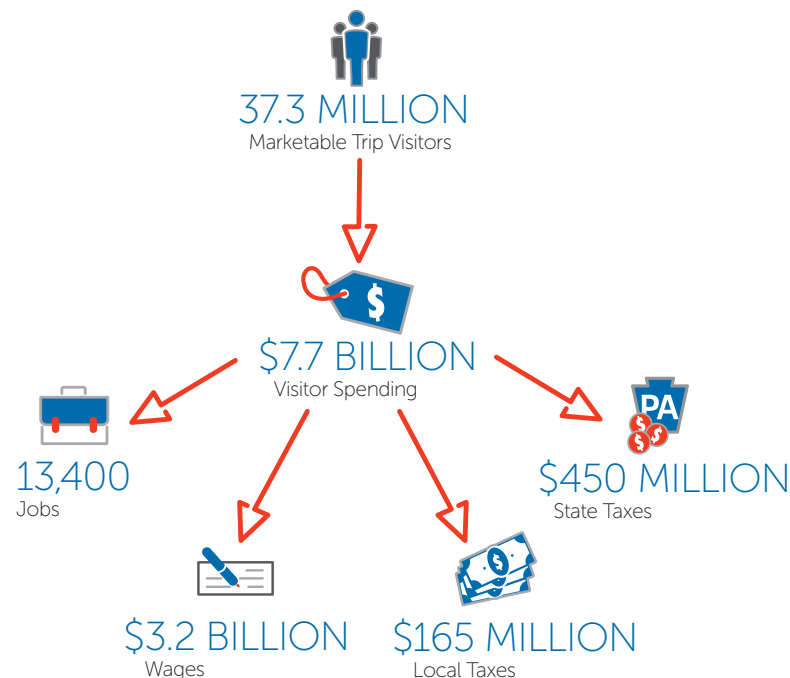 37.3 MILLION
Marketable Trip Visitors
$
$7.7 BILLION
Visitor Spending
PA
$ $ $
13,400
Jobs
$450 MILLION
State Taxes
$
$3.2 BILLION
Wages
$165 MILLION
Local Taxes